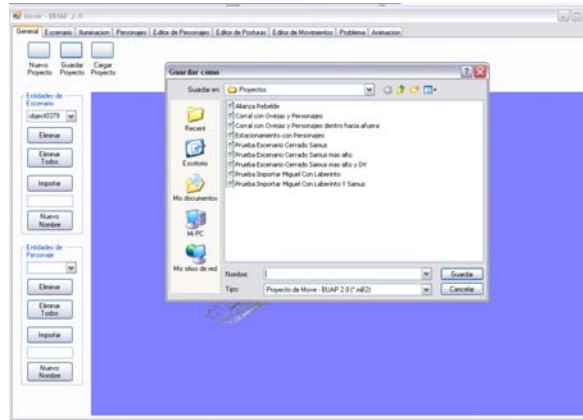 Move - BUAP 2.0
General Escenario Iluminacion Personajes Editor de Personajes Editor de Posturas Editor de Movimientos Problema Animacion
Nuevo Proyecto
Guardar Proyecto
Cargar Proyecto
Entidades de Escenario
object0379
Eliminar
Eliminar Todos
Importar
Nuevo Nombre
Entidades de Personaje
Eliminar
Eliminar Todos
Importar
Nuevo Nombre
Guardar como
Guardar en: Proyectos
Recent
Escritorio
Mis documentos
Mi PC
Mis sitios de red
Alianza Rebelde
Corral con Ovejas y Personajes
Corral con Ovejas y Personajes dentro hacia afuera
Estacionamiento con Personajes
Prueba Escenario Cerrado Samus
Prueba Escenario Cerrado Samus mas alto
Prueba Escenario Cerrado Samus mas alto y DY
Prueba Importar Miguel Con Laberinto
Prueba Importar Miguel Con Laberinto Y Samus
Nombre: Guardar
Tipo: Proyecto de Move - BUAP 2.0 (*.mB2) Cancelar